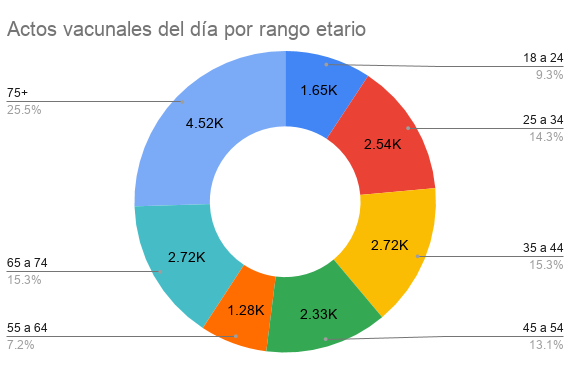 Actos vacunales del día por rango etario
18 a 24
9.3%
1.65K
75+
25.5%
4.52K
25 a 34
14.3%
2.54K
35 a 44
15.3%
2.72K
65 a 74
15.3%
2.72K
55 a 64
7.2%
1.28K
45 a 54
13.1%
2.33K